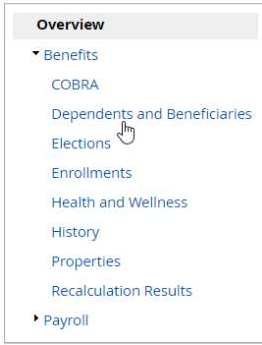 Overview
Benefits
COBRA
Dependents and Beneficiaries
Elections
Enrollments
Health and Wellness
History
Properties
Recalculation Results
Payroll